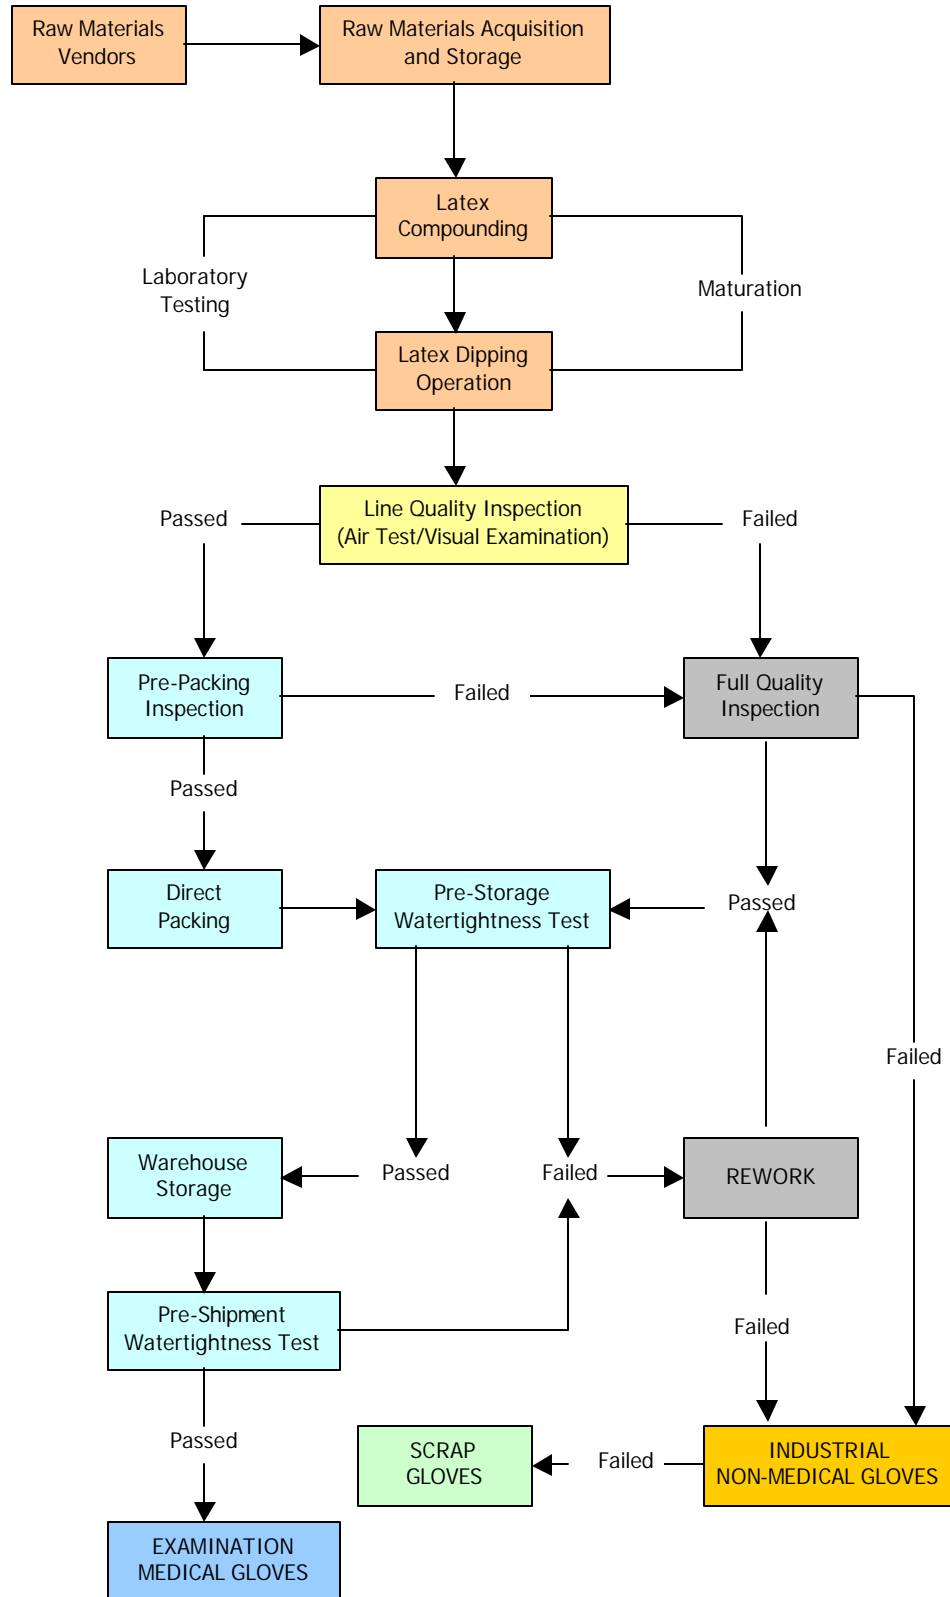 Raw Materials
Vendors
Raw Materials Acquisition
and Storage
Latex
Compounding
Laboratory
Testing
Maturation
Latex Dipping
Operation
Passed
Line Quality Inspection
(Air Test/Visual Examination)
Failed
Pre-Packing
Inspection
Failed
Full Quality
Inspection
Passed
Direct
Packing
Pre-Storage
Watertightness Test
Passed
Failed
Warehouse
Storage
Passed
Failed
REWORK
Pre-Shipment
Watertightness Test
Failed
Passed
SCRAP
GLOVES
Failed
INDUSTRIAL
NON-MEDICAL GLOVES
EXAMINATION
MEDICAL GLOVES